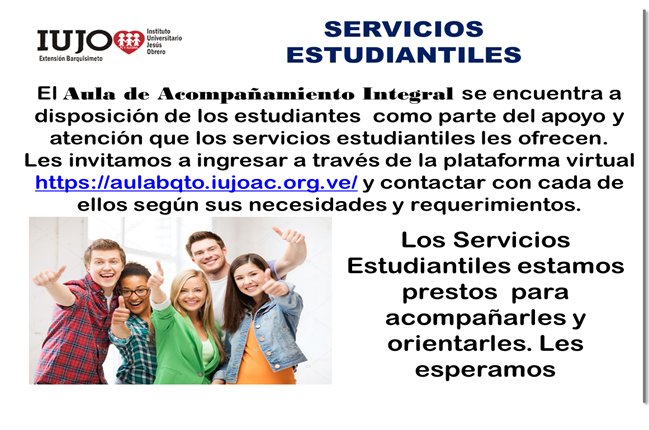 IUJO
Instituto
Universitario
Jesús
Obrero
Extensión Barquisimeto
SERVICIOS
ESTUDIANTILES
El Aula de Acompañamiento Integral se encuentra a
disposición de los estudiantes como parte del apoyo y
atención que los servicios estudiantiles les ofrecen.
Les invitamos a ingresar a través de la plataforma virtual
https://aulabqto.iujoac.org.ve/ y contactar con cada de
ellos según sus necesidades y requerimientos.
Los Servicios
Estudiantiles estamos
prestos para
acompañarles y
orientarles. Les
esperamos